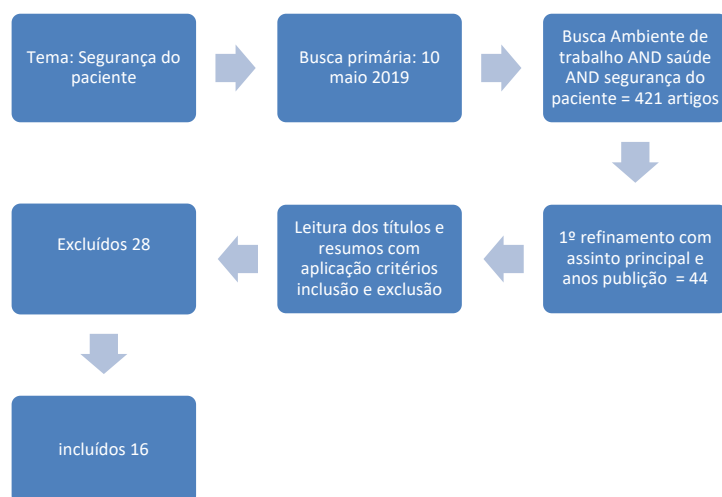 Tema: Segurança do
paciente
Busca primária: 10
maio 2019
Busca Ambiente de
trabalho AND saúde
AND segurança do
paciente = 421 artigos
1º refinamento com
assinto principal e
anos publição = 44
Leitura dos títulos e
resumos com
aplicação critérios
inclusão e exclusão
Excluídos 28
incluídos 16